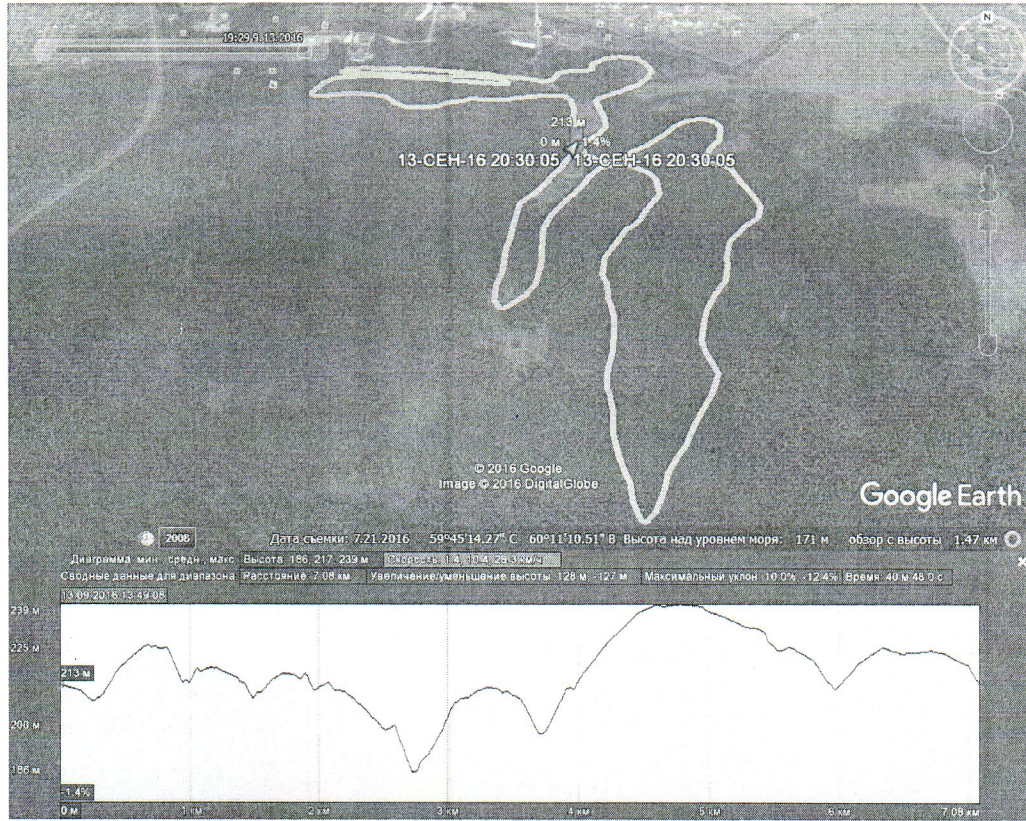 19:29,9.13.2016
N
213 м
0 м 1.4%
13-СЕН-16 20:30:05 13-СЕН-16 20:30:05
© 2016 Google
Image © 2016 DigitalGlobe
Google Earth
2008 Дата съемки: 7.21.2016 59°45'14.27" С 60°11'10.51" В Высота над уровнем моря: 171 м обзор с высоты 1.47 км
Диаграмма: мин., средн., макс. Высота: 186, 217, 239 м Скорость: 1.4, 10.4, 28.3 км/ч
Сводные данные для диапазона: Расстояние: 7.08 км Увеличение/уменьшение высоты: 128 м, -127 м Максимальный уклон: 10.0%, -12.4% Время: 40 м 48.0 с
13.09.2016 13:49:05
239 м
225 м
213 м
200 м
186 м
-1.4%
0 м 1 км 2 км 3 км 4 км 5 км 6 км 7.08 км